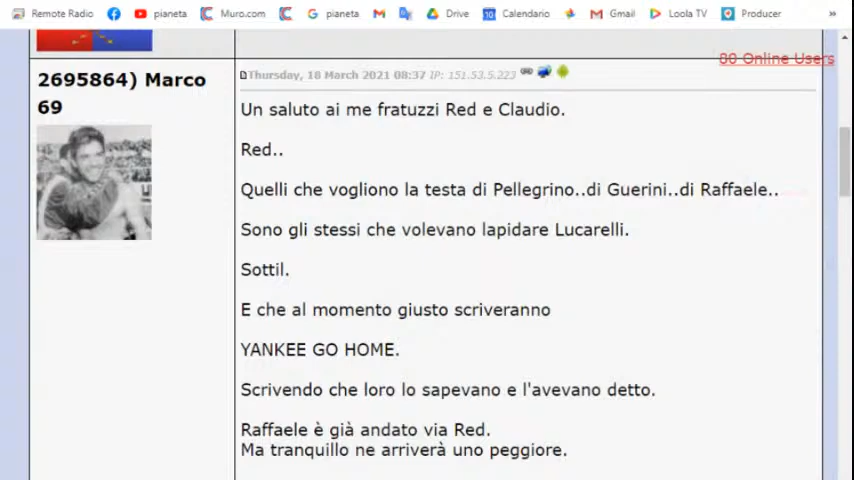 Remote Radio pianeta Muro.com pianeta M Drive Calendario Gmail Loola TV Producer »
80 Online Users
2695864) Marco 69
Thursday, 18 March 2021 08:37 IP: 151.53.5.223
Un saluto ai me fratuzzi Red e Claudio.
Red..
Quelli che vogliono la testa di Pellegrino..di Guerini..di Raffaele..
Sono gli stessi che volevano lapidare Lucarelli.
Sottil.
E che al momento giusto scriveranno
YANKEE GO HOME.
Scrivendo che loro lo sapevano e l'avevano detto.
Raffaele è già andato via Red.
Ma tranquillo ne arriverà uno peggiore.